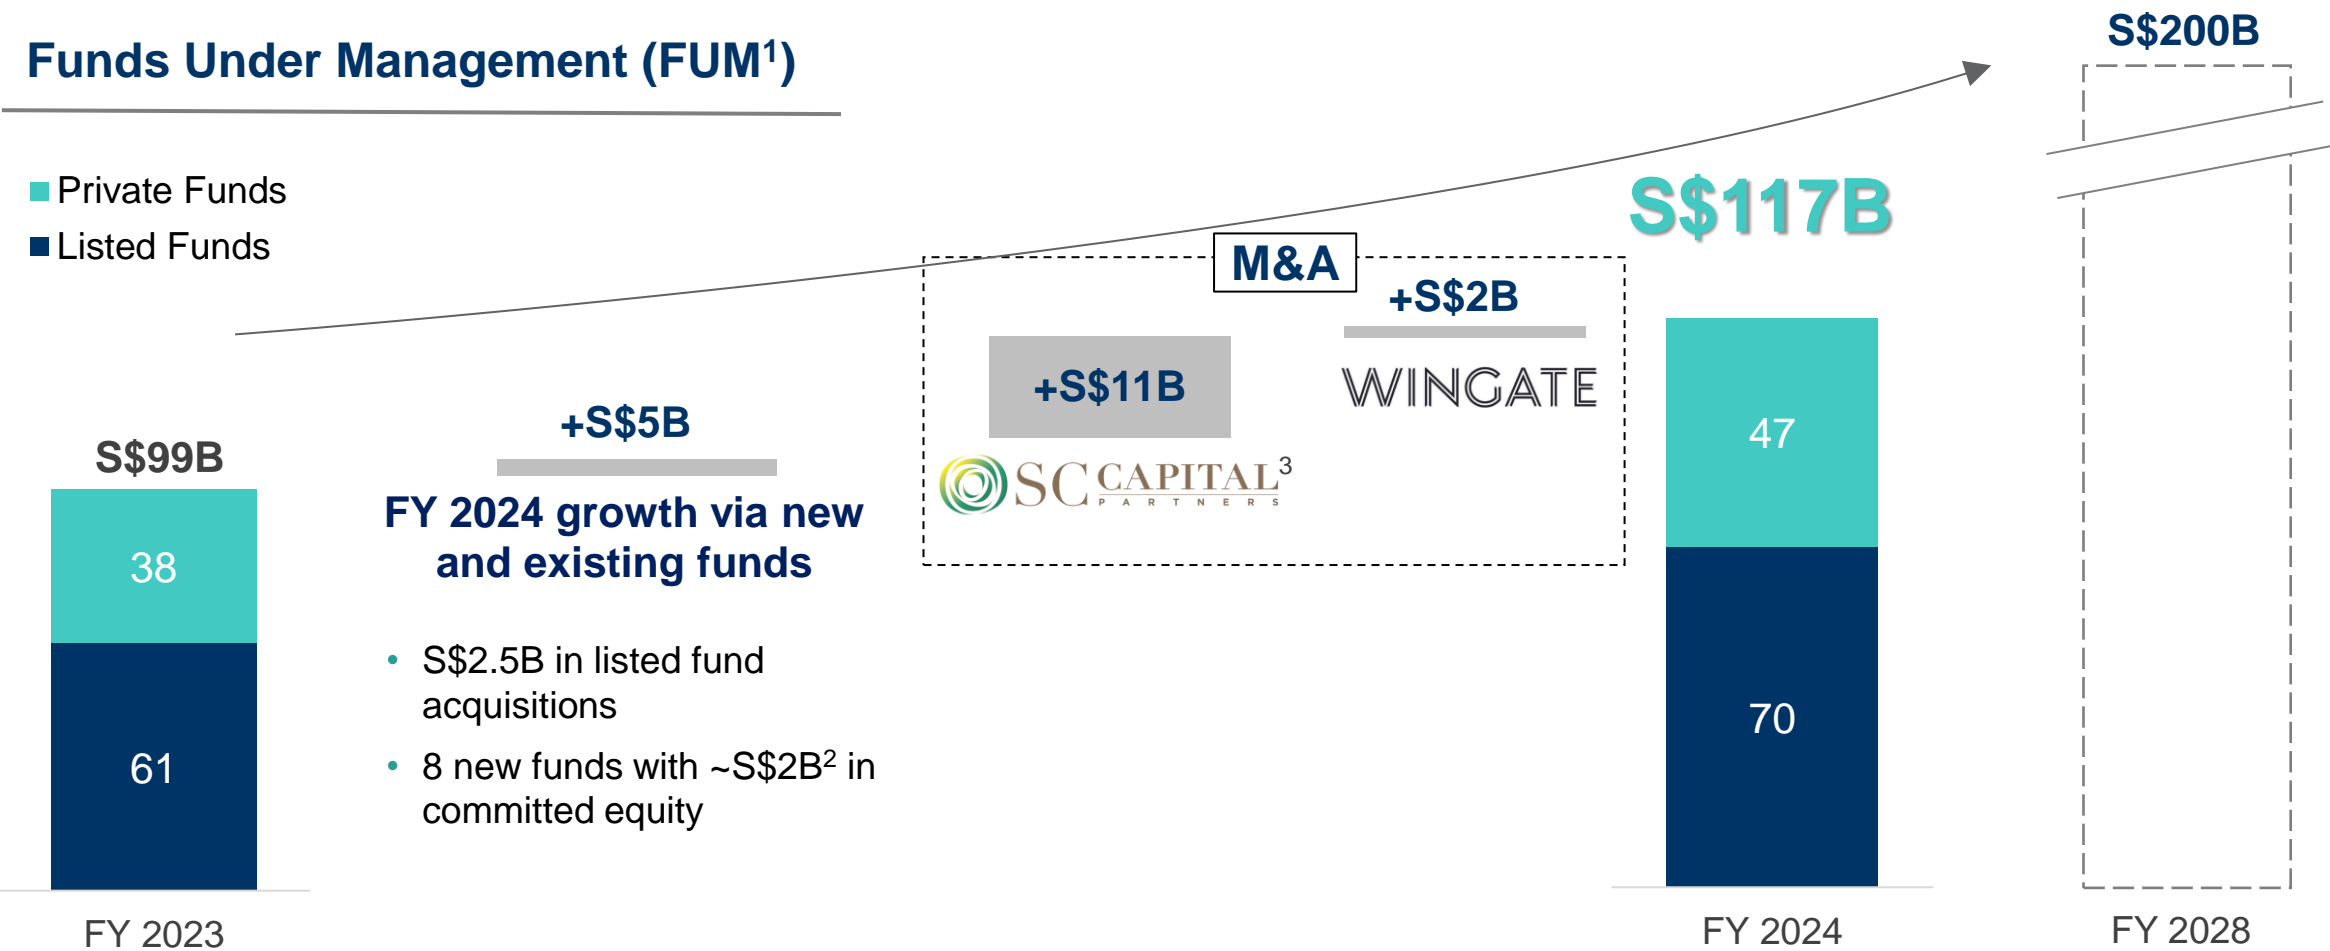 Funds Under Management (FUM¹)
Private Funds
Listed Funds
S$99B
38
61
FY 2023
+S$5B
FY 2024 growth via new
and existing funds
• S$2.5B in listed fund
acquisitions
• 8 new funds with ~S$2B² in
committed equity
M&A
+S$11B
SC CAPITAL³
PARTNERS
+S$2B
WINGATE
S$117B
47
70
FY 2024
S$200B
FY 2028